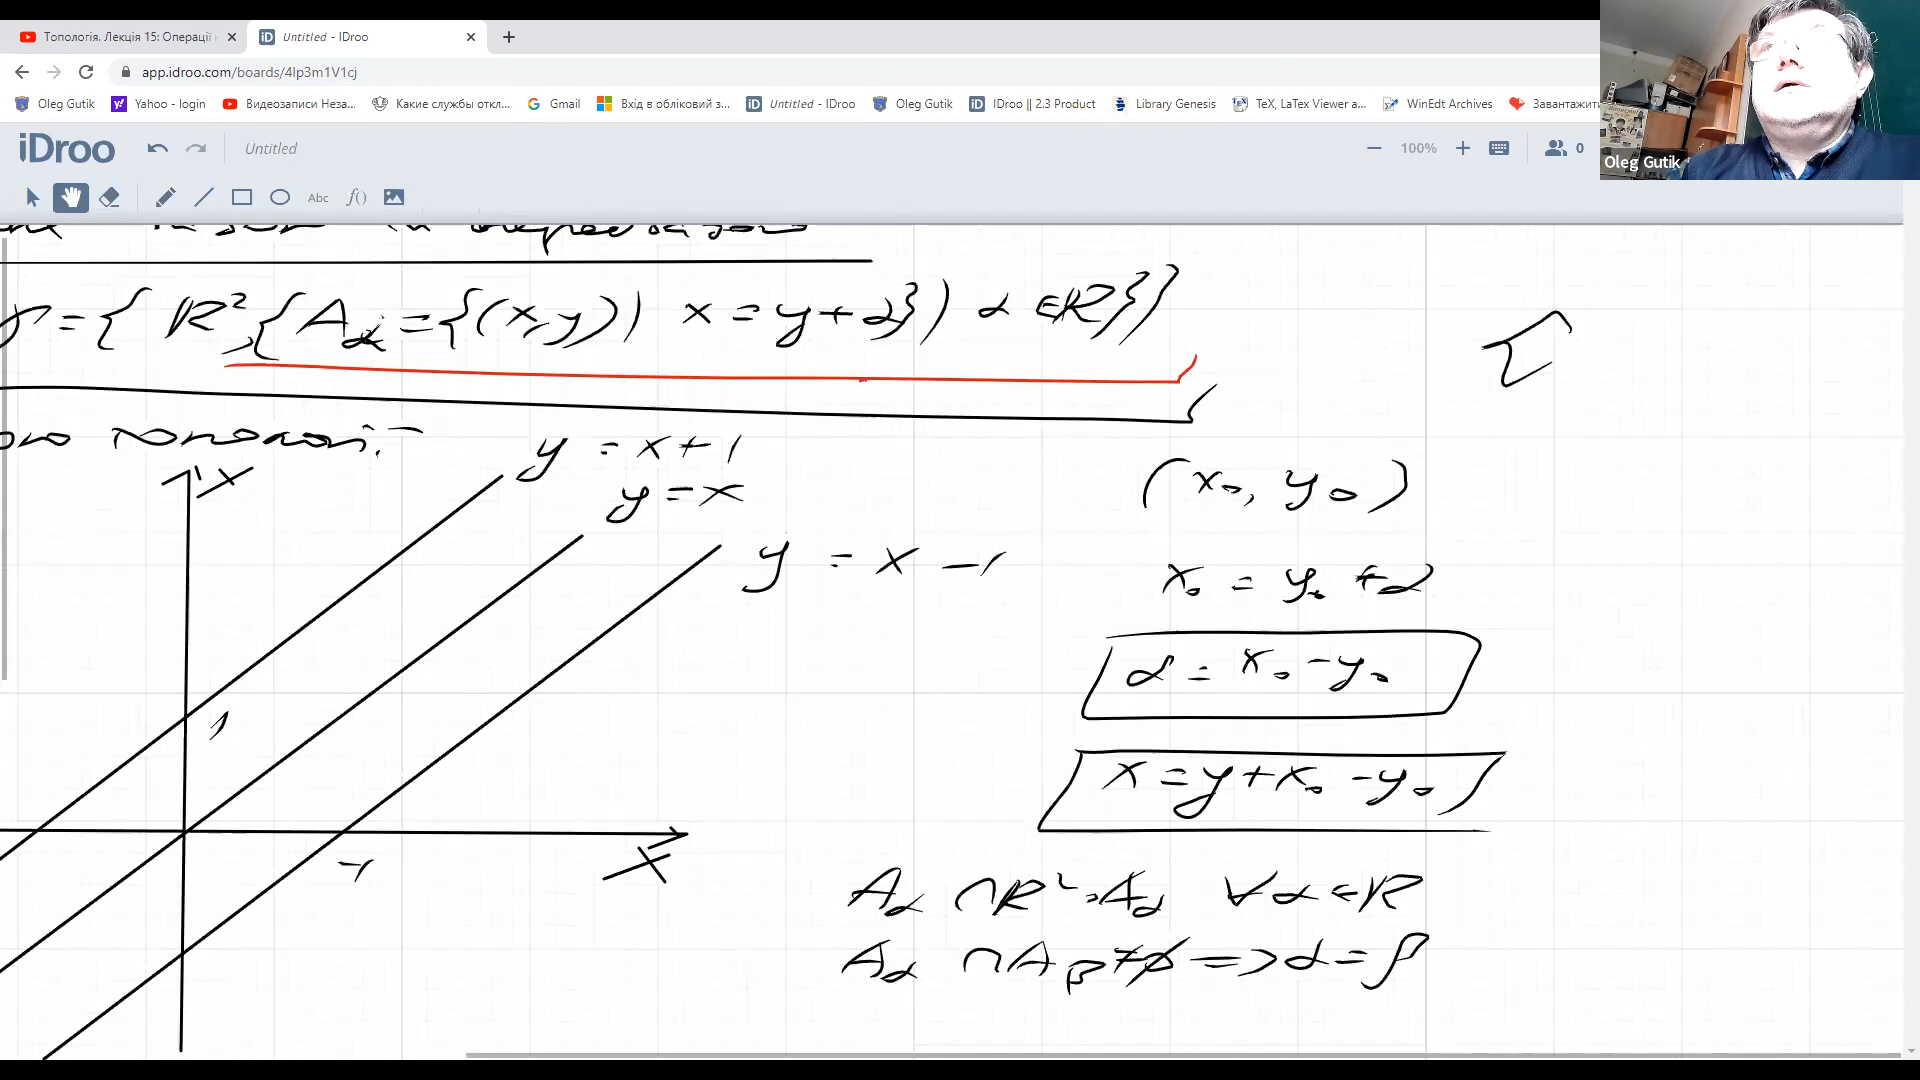 Топологія. Лекція 15: Операції
Untitled - IDroo
app.idroo.com/boards/4lp3m1V1cj
Oleg Gutik
Yahoo - login
Видеозаписи Неза...
Какие службы откл...
Gmail
Вхід в обліковий з...
Untitled - IDroo
Oleg Gutik
IDroo || 2.3 Product
Library Genesis
TeX, LaTex Viewer a...
WinEdt Archives
Завантажити
Oleg Gutik
iDroo
Untitled
100%
0
Abc
f()
= { ℝ², { A_α = {(x,y) | x = y + α} | α ∈ ℝ}}
y = x + 1
x
y = x
y = x - 1
1
-1
X
(x₀, y₀)
x₀ = y₀ + α
α = x₀ - y₀
x = y + x₀ - y₀
A_α ∩ ℝ² = A_α ∀α ∈ ℝ
A_α ∩ A_β ≠ ∅ => α = β